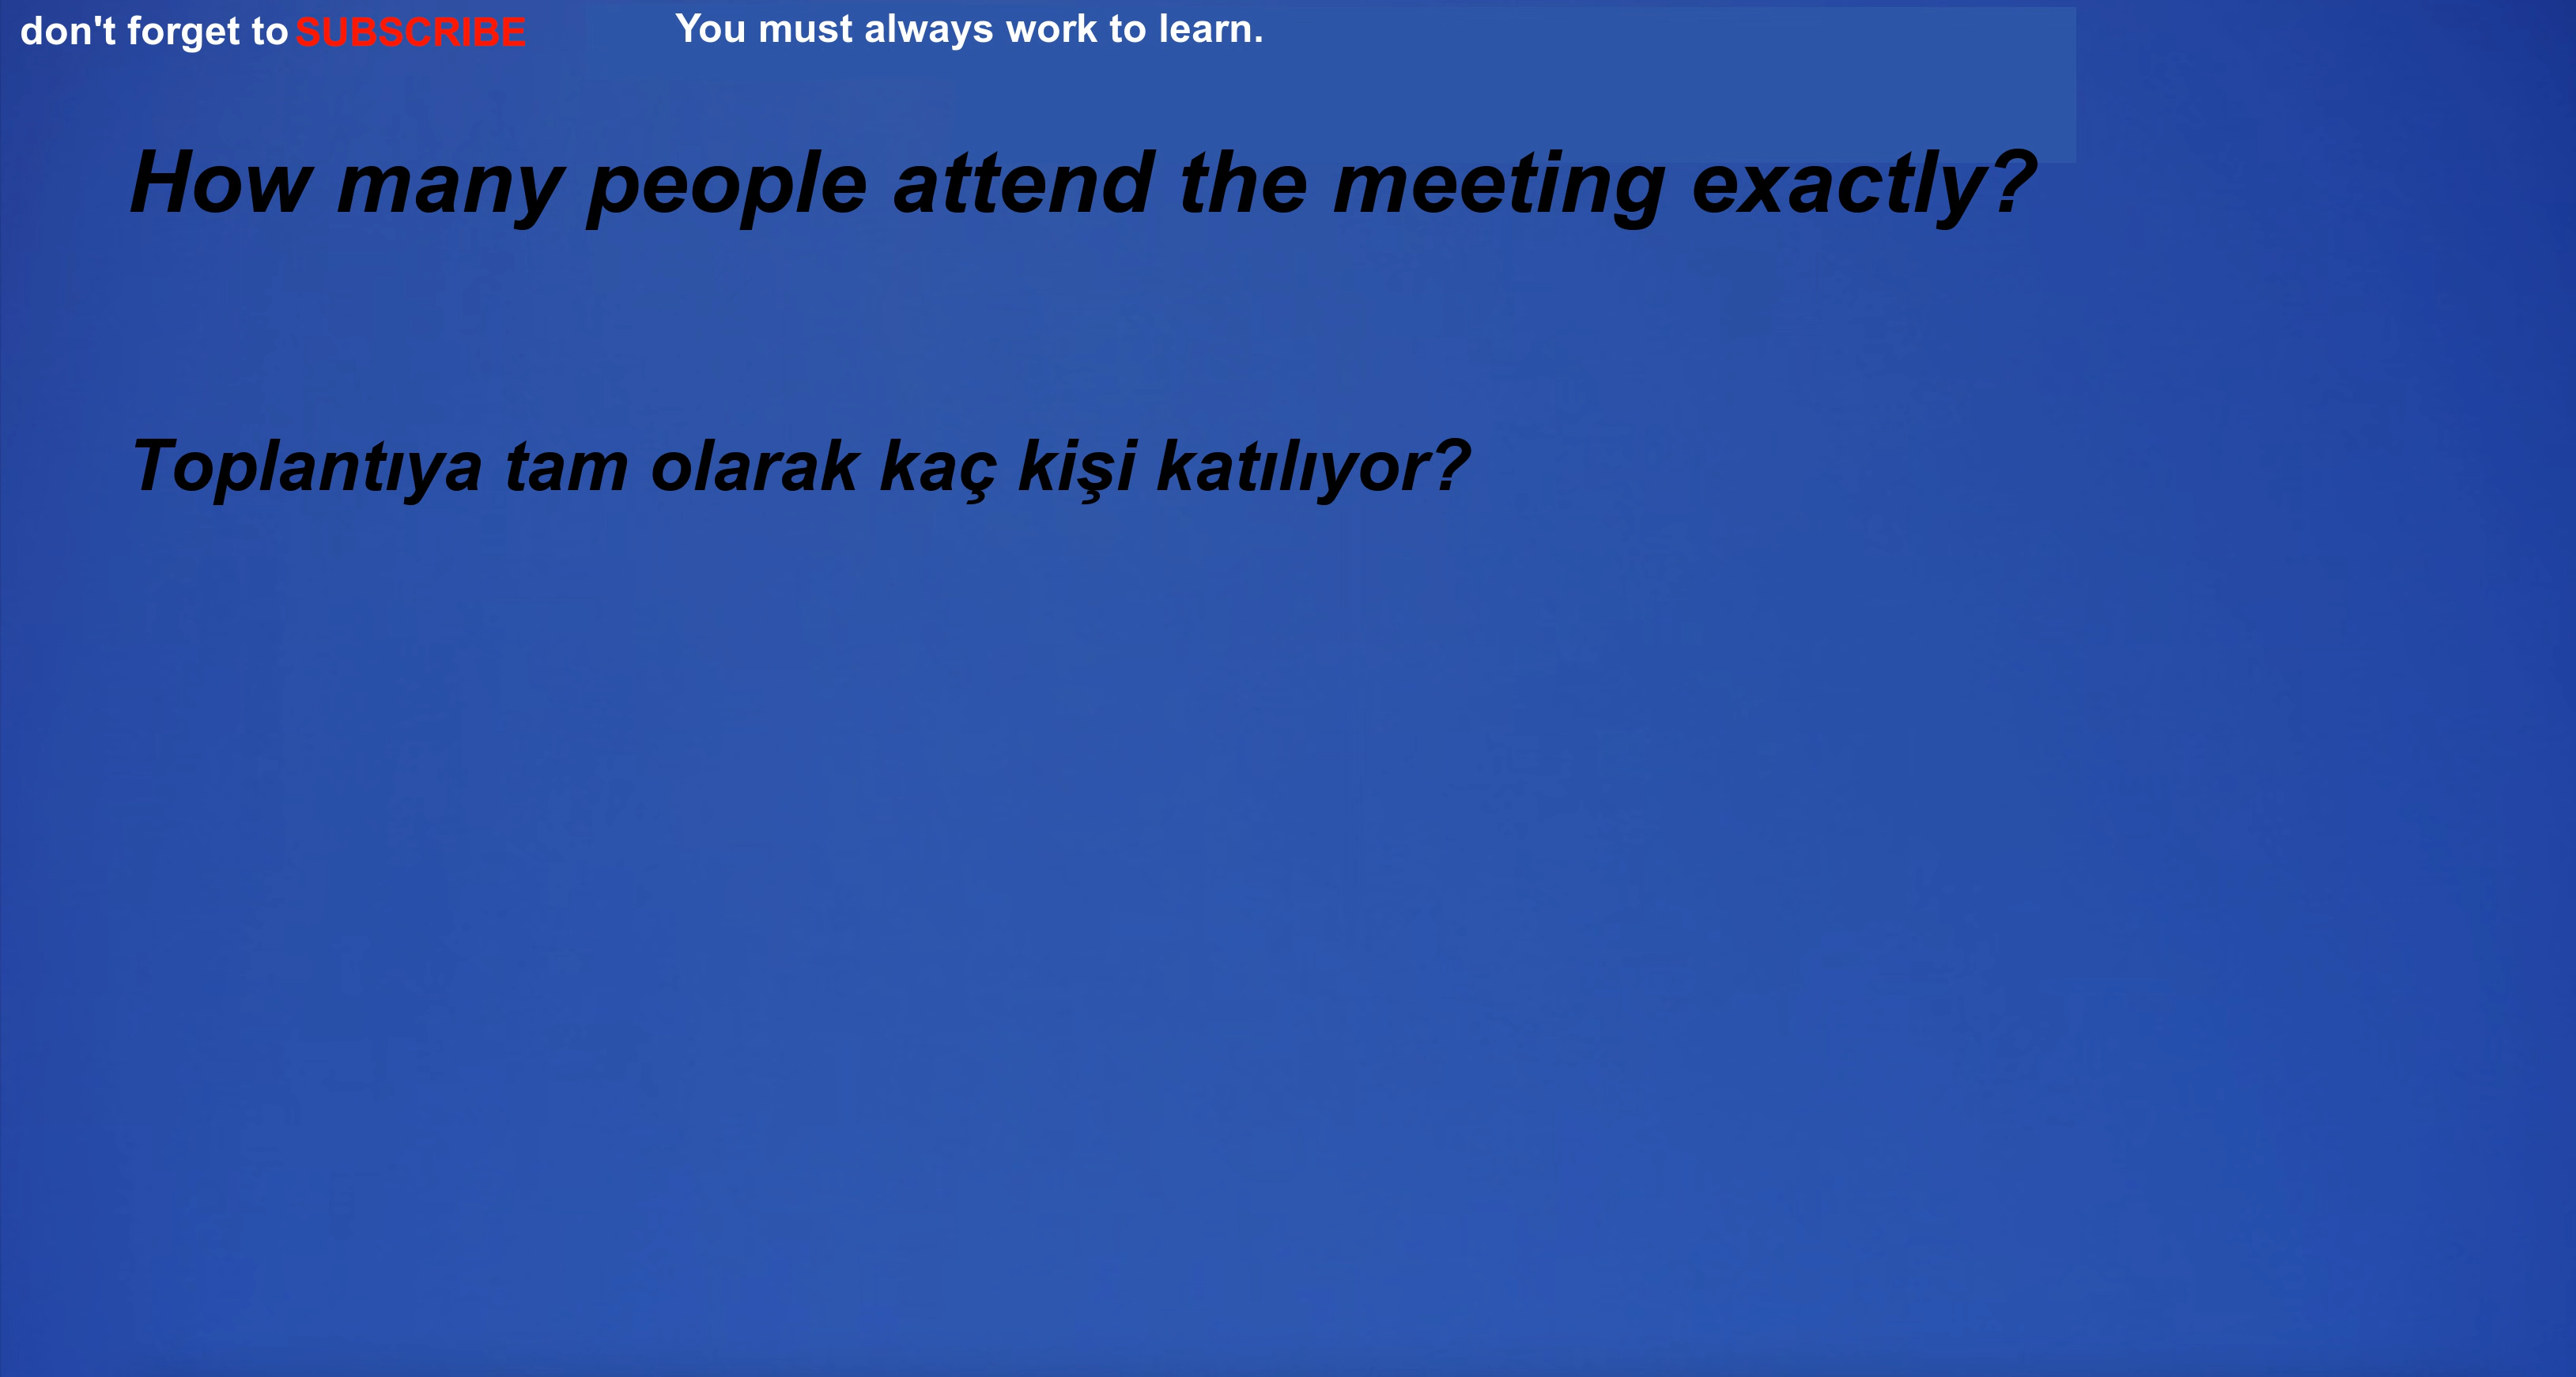 don't forget to SUBSCRIBE You must always work to learn.
How many people attend the meeting exactly?
Toplantıya tam olarak kaç kişi katılıyor?